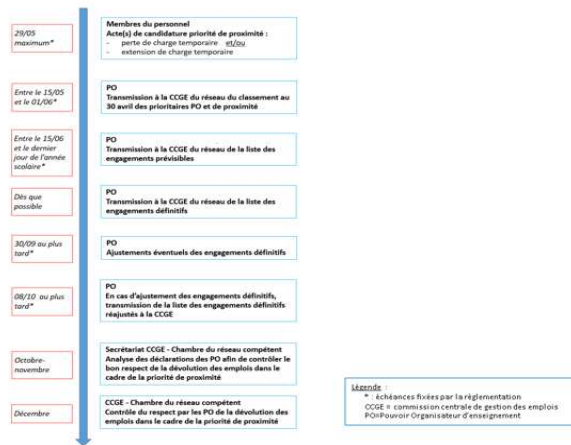 29/05
maximum*
Membres du personnel
Acte(s) de candidature priorité de proximité :
- perte de charge temporaire et/ou
- extension de charge temporaire
Entre le 15/05
et le 01/06*
PO
Transmission à la CCGE du réseau du classement au
30 avril des prioritaires PO et de proximité
Entre le 15/06
et le dernier
jour de l'année
scolaire*
PO
Transmission à la CCGE du réseau de la liste des
engagements prévisibles
Dès que
possible
PO
Transmission à la CCGE du réseau de la liste des
engagements définitifs
30/09 au plus
tard*
PO
Ajustements éventuels des engagements définitifs
08/10 au plus
tard*
PO
En cas d'ajustement des engagements définitifs,
transmission de la liste des engagements définitifs
réajustés à la CCGE
Octobre-
novembre
Secrétariat CCGE - Chambre du réseau compétent
Analyse des déclarations des PO afin de contrôler le
bon respect de la dévolution des emplois dans le
cadre de la priorité de proximité
Décembre
CCGE - Chambre du réseau compétent
Contrôle du respect par les PO de la dévolution des
emplois dans le cadre de la priorité de proximité
Légende :
* : échéances fixées par la règlementation
CCGE = commission centrale de gestion des emplois
PO=Pouvoir Organisateur d'enseignement